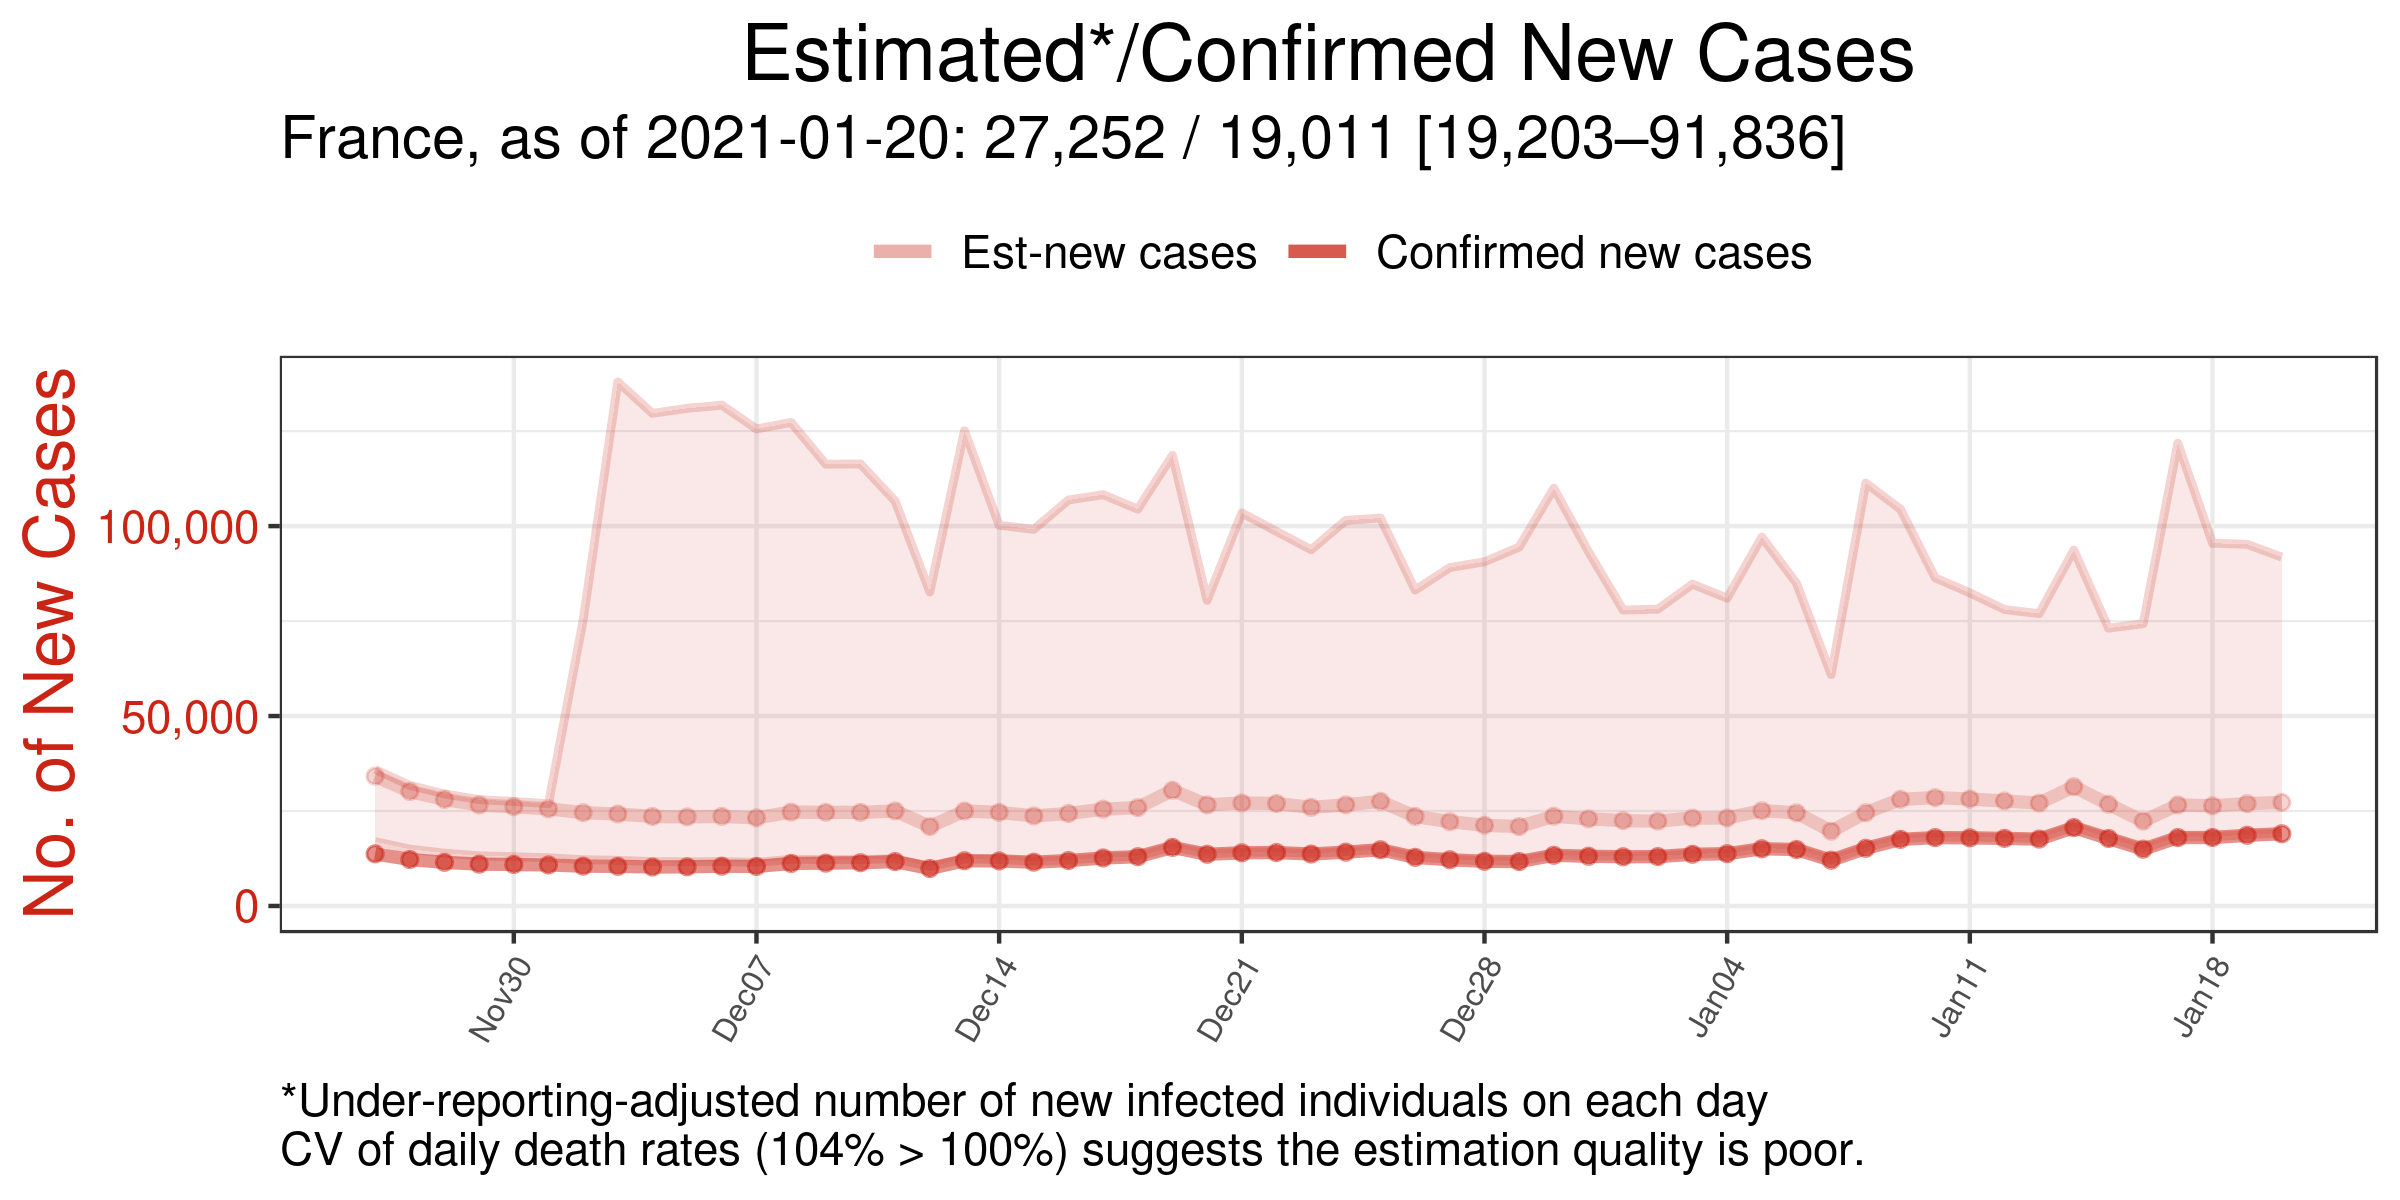 Estimated*/Confirmed New Cases
France, as of 2021-01-20: 27,252 / 19,011 [19,203–91,836]
Est-new cases
Confirmed new cases
No. of New Cases
100,000
50,000
0
Nov30
Dec07
Dec14
Dec21
Dec28
Jan04
Jan11
Jan18
*Under-reporting-adjusted number of new infected individuals on each day
CV of daily death rates (104% > 100%) suggests the estimation quality is poor.